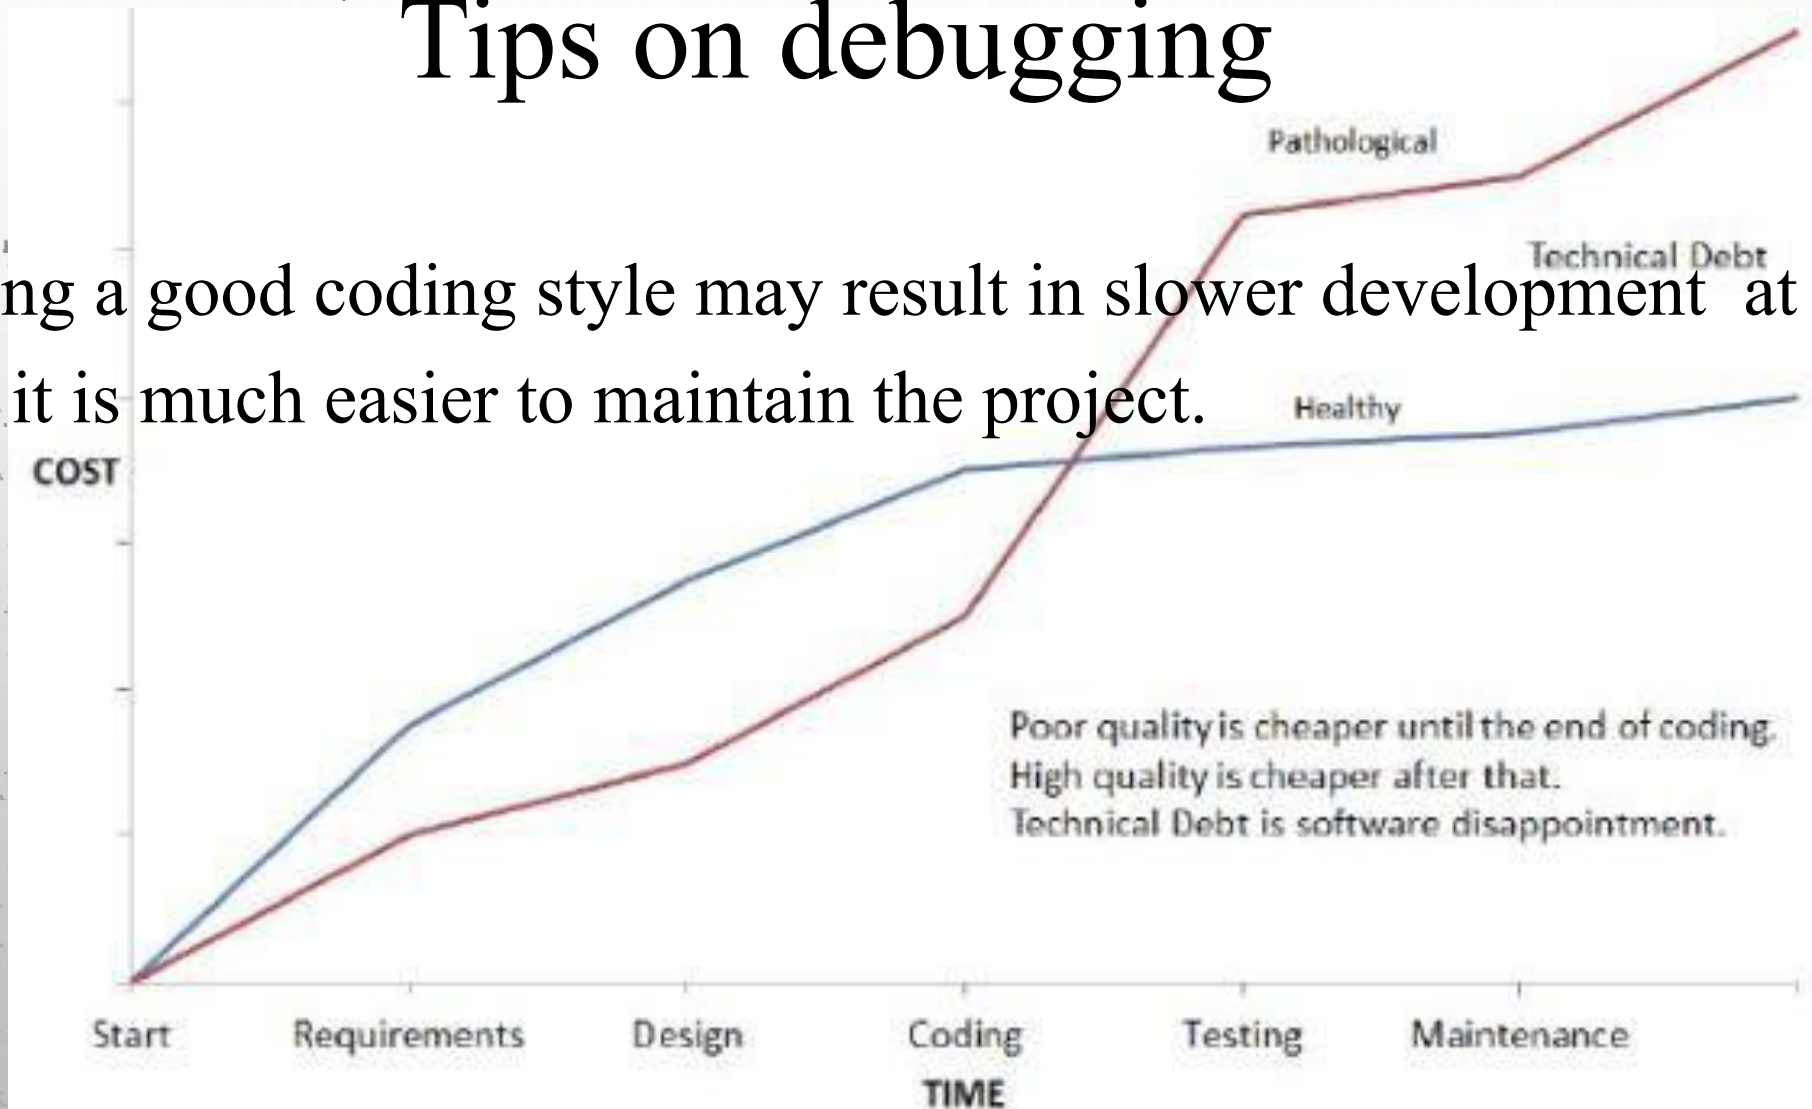 Tips on debugging
Pathological
Technical Debt
ng a good coding style may result in slower development at
it is much easier to maintain the project.
Healthy
COST
Poor quality is cheaper until the end of coding.
High quality is cheaper after that.
Technical Debt is software disappointment.
Start Requirements Design Coding Testing Maintenance
TIME